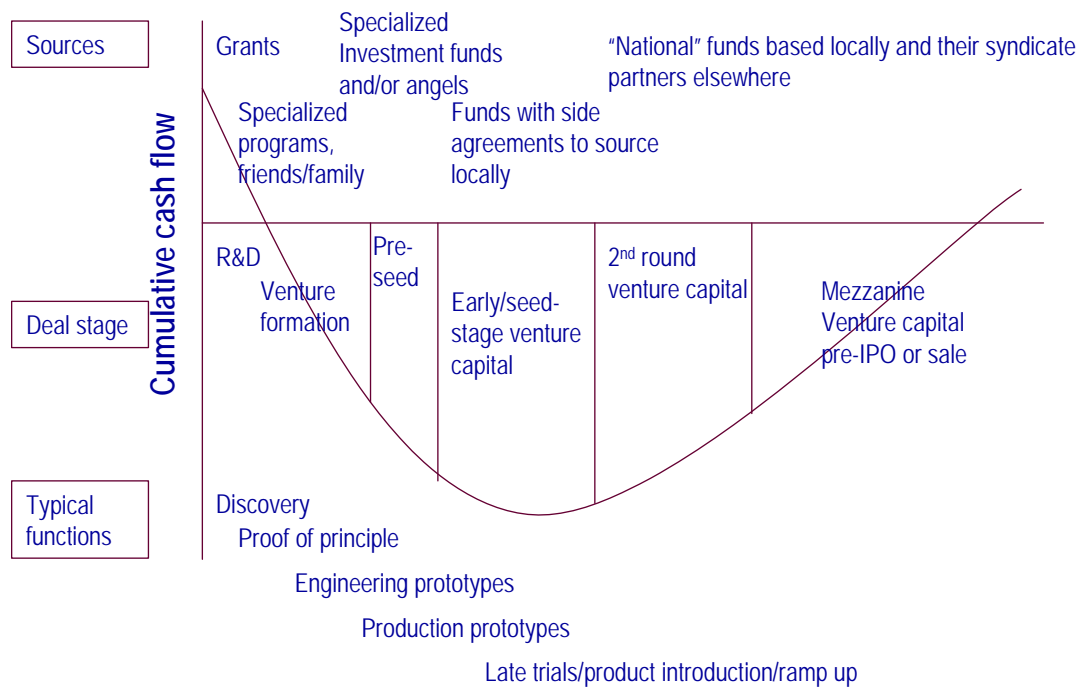 Sources
Grants
Specialized
Investment funds
and/or angels
“National” funds based locally and their syndicate
partners elsewhere
Specialized
programs,
friends/family
Funds with side
agreements to source
locally
Cumulative cash flow
Deal stage
R&D
Venture
formation
Pre-
seed
Early/seed-
stage venture
capital
2nd round
venture capital
Mezzanine
Venture capital
pre-IPO or sale
Typical
functions
Discovery
Proof of principle
Engineering prototypes
Production prototypes
Late trials/product introduction/ramp up